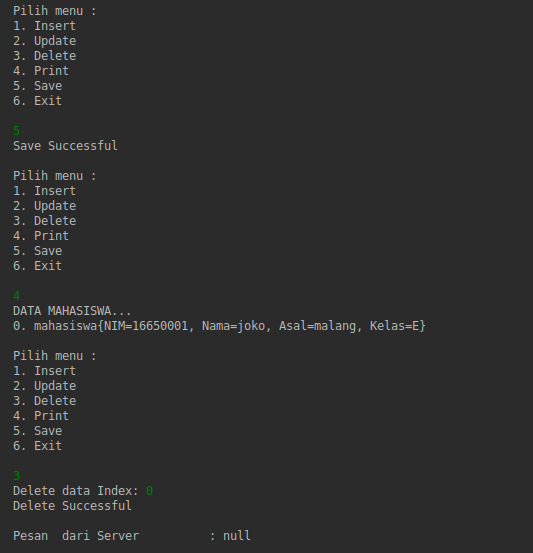 Pilih menu :
1. Insert
2. Update
3. Delete
4. Print
5. Save
6. Exit
5
Save Successful
Pilih menu :
1. Insert
2. Update
3. Delete
4. Print
5. Save
6. Exit
4
DATA MAHASISWA...
0. mahasiswa{NIM=16650001, Nama=joko, Asal=malang, Kelas=E}
Pilih menu :
1. Insert
2. Update
3. Delete
4. Print
5. Save
6. Exit
3
Delete data Index: 0
Delete Successful
Pesan  dari Server          : null